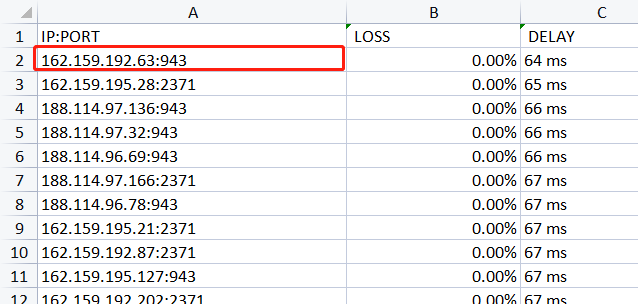 A B C
1 IP:PORT LOSS DELAY
2 162.159.192.63:943 0.00% 64 ms
3 162.159.195.28:2371 0.00% 65 ms
4 188.114.97.136:943 0.00% 66 ms
5 188.114.97.32:943 0.00% 66 ms
6 188.114.96.69:943 0.00% 66 ms
7 188.114.97.166:2371 0.00% 67 ms
8 188.114.96.78:943 0.00% 67 ms
9 162.159.195.21:2371 0.00% 67 ms
10 162.159.192.87:2371 0.00% 67 ms
11 162.159.195.127:943 0.00% 67 ms
12 162.159.192.202:2371 0.00% 67 ms